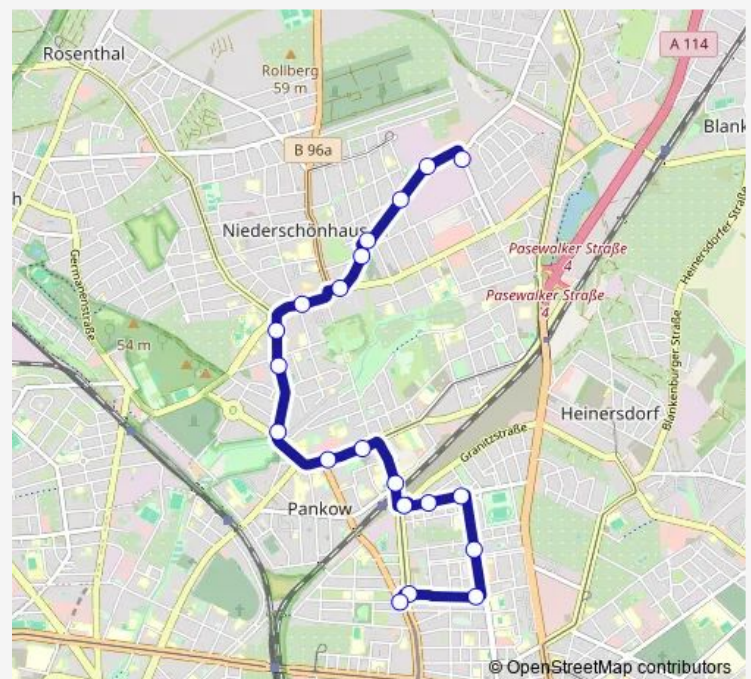 A 114
Rosenthal
Rollberg
59 m
Blank
B 96a
h
Niederschönhaus
Pasewalker Straße
4
Pasewalker Straße
4
Germanenstraße
Heinersdorfer Straße
54 m
Blankenburger Straße
Heinersdorf
Granitzstraße
Pankow
© OpenStreetMap contributors